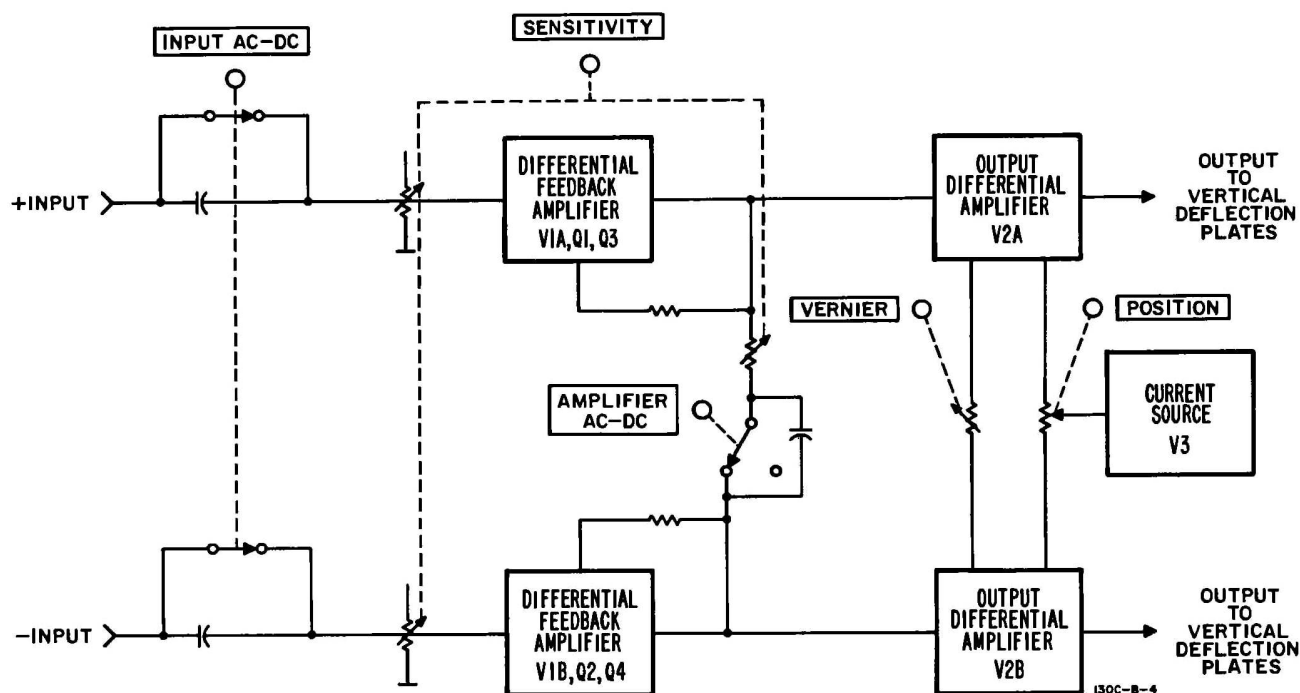 SENSITIVITY
INPUT AC-DC
+INPUT
DIFFERENTIAL
FEEDBACK
AMPLIFIER
V1A, Q1, Q3
OUTPUT
DIFFERENTIAL
AMPLIFIER
V2A
OUTPUT
TO
VERTICAL
DEFLECTION
PLATES
VERNIER
POSITION
AMPLIFIER
AC-DC
CURRENT
SOURCE
V3
-INPUT
DIFFERENTIAL
FEEDBACK
AMPLIFIER
V1B, Q2, Q4
OUTPUT
DIFFERENTIAL
AMPLIFIER
V2B
OUTPUT
TO
VERTICAL
DEFLECTION
PLATES
130C-B-4